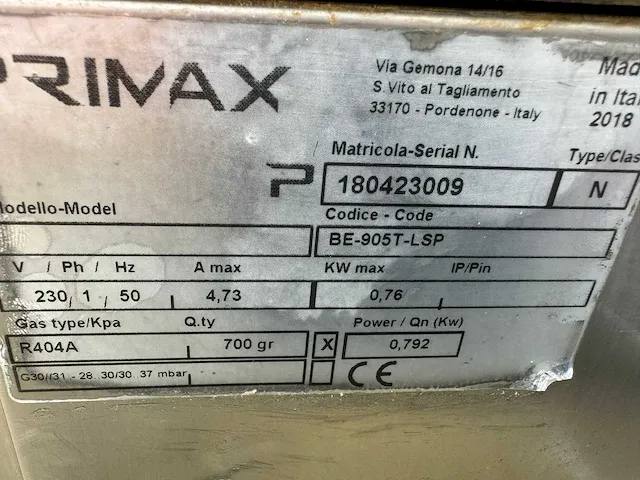 PRIMAX
Via Gemona 14/16
S.Vito al Tagliamento
33170 - Pordenone - Italy
Made
in Ital
2018
Matricola-Serial N.
Type/Clas
P
180423009
N
Modello-Model
Codice - Code
BE-905T-LSP
V / Ph / Hz
A max
KW max
IP/Pin
230 / 1 / 50
4,73
0,76
Gas type/Kpa
Q.ty
Power / Qn (Kw)
R404A
700 gr
X
0,792
G30//31 - 28..30/30..37 mbar
CE